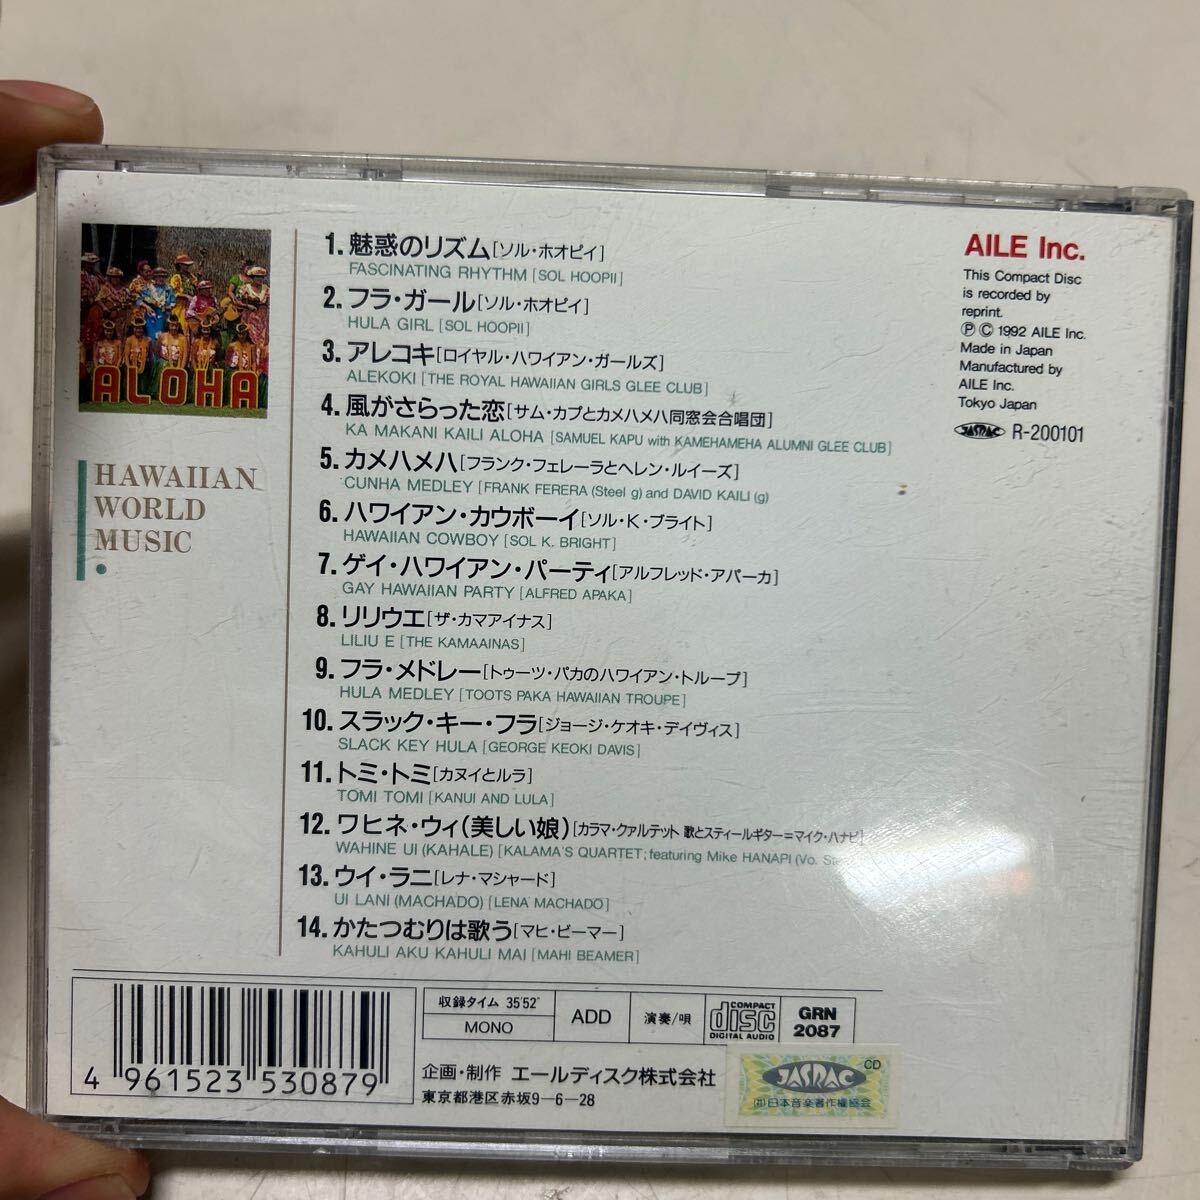 ALOHA
HAWAIIAN
WORLD
MUSIC
1. 魅惑のリズム[ソル・ホオピイ]
FASCINATING RHYTHM [SOL HOOPII]
2. フラ・ガール[ソル・ホオピイ]
HULA GIRL [SOL HOOPII]
3. アレコキ[ロイヤル・ハワイアン・ガールズ]
ALEKOKI [THE ROYAL HAWAIIAN GIRLS GLEE CLUB]
4. 風がさらった恋[サム・カプとカメハメハ同窓会合唱団]
KA MAKANI KAILI ALOHA [SAMUEL KAPU with KAMEHAMEHA ALUMNI GLEE CLUB]
5. カメハメハ[フランク・フェレーラとヘレン・ルイーズ]
CUNHA MEDLEY [FRANK FERERA (Steel g) and DAVID KAILI (g)
6. ハワイアン・カウボーイ[ソル・K・ブライト]
HAWAIIAN COWBOY [SOL K. BRIGHT]
7. ゲイ・ハワイアン・パーティ[アルフレッド・アパーカ]
GAY HAWAIIAN PARTY [ALFRED APAKA]
8. リリウエ[ザ・カマアイナス]
LILIU E [THE KAMAAINAS]
9. フラ・メドレー[トゥーツ・パカのハワイアン・トループ]
HULA MEDLEY [TOOTS PAKA HAWAIIAN TROUPE]
10. スラック・キー・フラ[ジョージ・ケオキ・デイヴィス]
SLACK KEY HULA [GEORGE KEOKI DAVIS]
11. トミ・トミ[カヌイとルラ]
TOMI TOMI [KANUI AND LULA]
12. ワヒネ・ウィ(美しい娘)[カラマ・クァルテット 歌とスティールギター=マイク・ハナピ]
WAHINE UI (KAHALE) [KALAMA'S QUARTET; featuring Mike HANAPI (Vo.
13. ウイ・ラニ[レナ・マシャード]
UI LANI (MACHADO) [LENA MACHADO]
14. かたつむりは歌う[マヒ・ビーマー]
KAHULI AKU KAHULI MAI [MAHI BEAMER]
AILE Inc.
This Compact Disc
is recorded by
reprint.
Ⓟ © 1992 AILE Inc.
Made in Japan
Manufactured by
AILE Inc.
Tokyo Japan
JASRAC R-200101
4 961523 530879
収録タイム 35'52"
MONO
ADD
演奏/唄
COMPACT
disc
DIGITAL AUDIO
GRN
2087
企画・制作 エールディスク株式会社
東京都港区赤坂9-6-28
JASRAC
CD
(社)日本音楽著作権協会